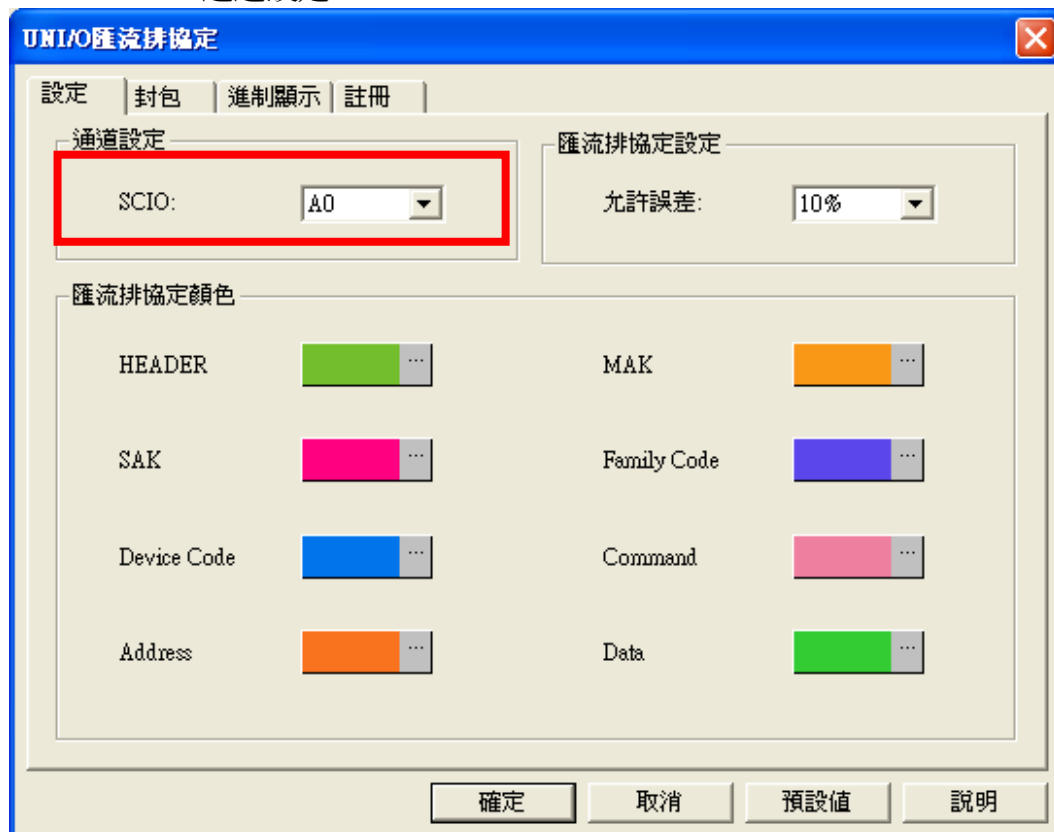 UNI/O匯流排協定
設定 封包 進制顯示 註冊
通道設定
SCIO: A0
匯流排協定設定
允許誤差: 10%
匯流排協定顏色
HEADER ... MAK ...
SAK ... Family Code ...
Device Code ... Command ...
Address ... Data ...
確定 取消 預設值 說明